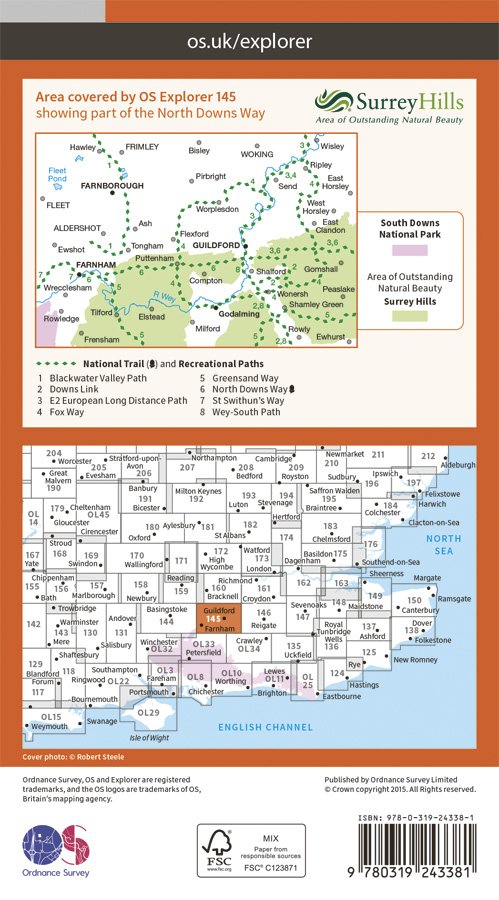 os.uk/explorer
Area covered by OS Explorer 145
showing part of the North Downs Way
SurreyHills
Area of Outstanding Natural Beauty
Hawley
FRIMLEY
Bisley
WOKING
Wisley
Fleet
Pond
FARNBOROUGH
Pirbright
Ripley
Send
East
Horsley
FLEET
Worplesdon
West
Horsley
ALDERSHOT
Ash
Flexford
East
Clandon
Ewshot
Tongham
GUILDFORD
Puttenham
FARNHAM
Compton
Shalford
Gomshall
Wrecclesham
R Wey
Wonersh
Peaslake
Tilford
Elstead
Godalming
Shamley Green
Rowledge
Milford
Rowly
Frensham
Ewhurst
South Downs
National Park
Area of Outstanding
Natural Beauty
Surrey Hills
National Trail ( ) and Recreational Paths
1 Blackwater Valley Path
2 Downs Link
3 E2 European Long Distance Path
4 Fox Way
5 Greensand Way
6 North Downs Way
7 St Swithun's Way
8 Wey-South Path
204 Worcester
205
Stratford-upon-
Avon
206
207
Northampton
208
Bedford
Cambridge
209
Royston
Newmarket
210
211
212
Aldeburgh
Great
Malvern
190
Evesham
Banbury
191
Bicester
Milton Keynes
192
193
Luton
194
Stevenage
Saffron Walden
195
Braintree
Sudbury
196
Ipswich
197
Felixstowe
Harwich
OL
14
179
Gloucester
Cheltenham
OL45
Cirencester
180
Oxford
Aylesbury
181
182
St Albans
Hertford
174
183
Chelmsford
184
Colchester
Clacton-on-Sea
167
Yate
Stroud
168
169
Swindon
170
Wallingford
171
172
High
Wycombe
Watford
173
London
Dagenham
Basildon
175
176
Southend-on-Sea
NORTH
SEA
Chippenham
155
Bath
156
157
Marlborough
158
Newbury
Reading
159
160
Bracknell
Richmond
161
Croydon
162
163
Sheerness
Margate
Ramsgate
142
Trowbridge
143
Mere
Warminster
130
Salisbury
Andover
131
Basingstoke
144
Guildford
145
Farnham
146
Reigate
Sevenoaks
147
148
Maidstone
149
150
Canterbury
129
Shaftesbury
Winchester
OL32
OL33
Petersfield
Crawley
OL34
135
Uckfield
Royal
Tunbridge
Wells
136
137
Ashford
Dover
138
Folkestone
Blandford
Forum
117
118
Ringwood
Southampton
OL22
OL3
Fareham
Portsmouth
OL8
Chichester
OL10
Worthing
Lewes
OL11
Brighton
OL
25
Eastbourne
124
Hastings
Rye
125
New Romney
OL15
Weymouth
Bournemouth
Swanage
OL29
Isle of Wight
ENGLISH CHANNEL
Cover photo: © Robert Steele
Ordnance Survey, OS and Explorer are registered
trademarks, and the OS logos are trademarks of OS,
Britain's mapping agency.
Published by Ordnance Survey Limited
© Crown copyright 2015. All rights reserved.
OS
Ordnance Survey
FSC
www.fsc.org
MIX
Paper from
responsible sources
FSC® C123871
ISBN: 978-0-319-24338-1
9 780319 243381